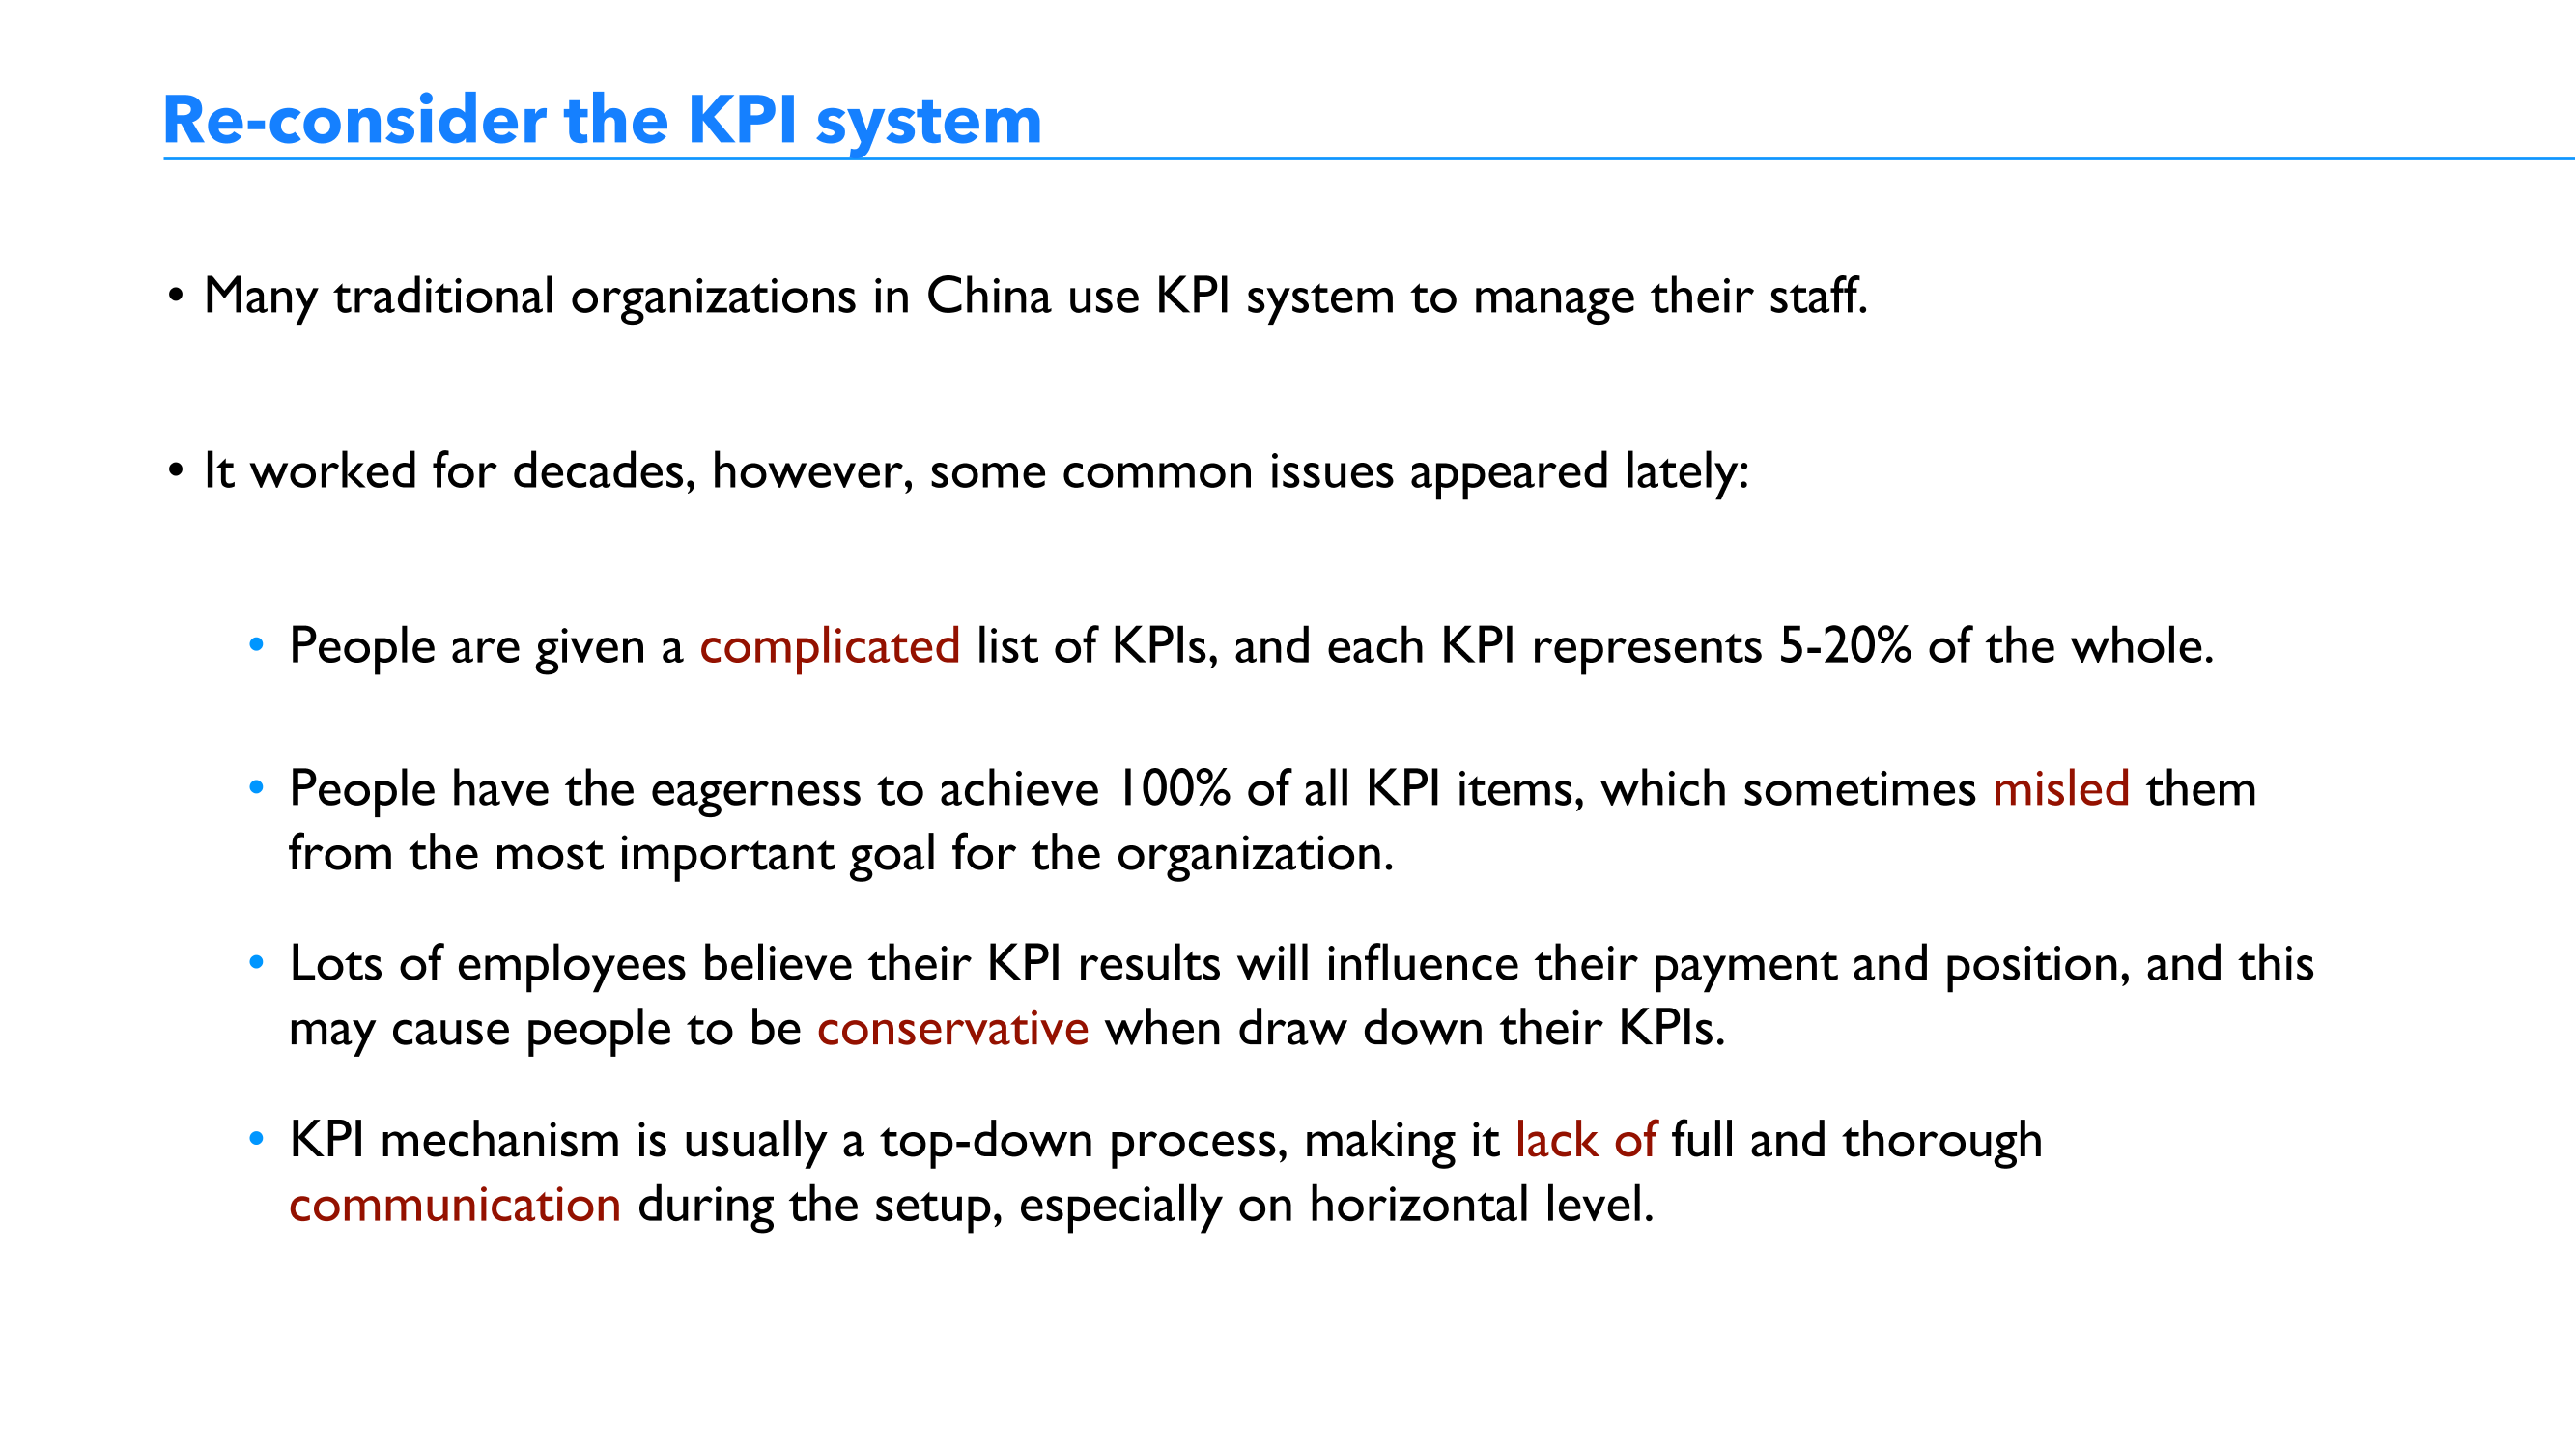 Re-consider the KPI system
• Many traditional organizations in China use KPI system to manage their staff.
• It worked for decades, however, some common issues appeared lately:
• People are given a complicated list of KPIs, and each KPI represents 5-20% of the whole.
• People have the eagerness to achieve 100% of all KPI items, which sometimes misled them
from the most important goal for the organization.
• Lots of employees believe their KPI results will influence their payment and position, and this
may cause people to be conservative when draw down their KPIs.
• KPI mechanism is usually a top-down process, making it lack of full and thorough
communication during the setup, especially on horizontal level.